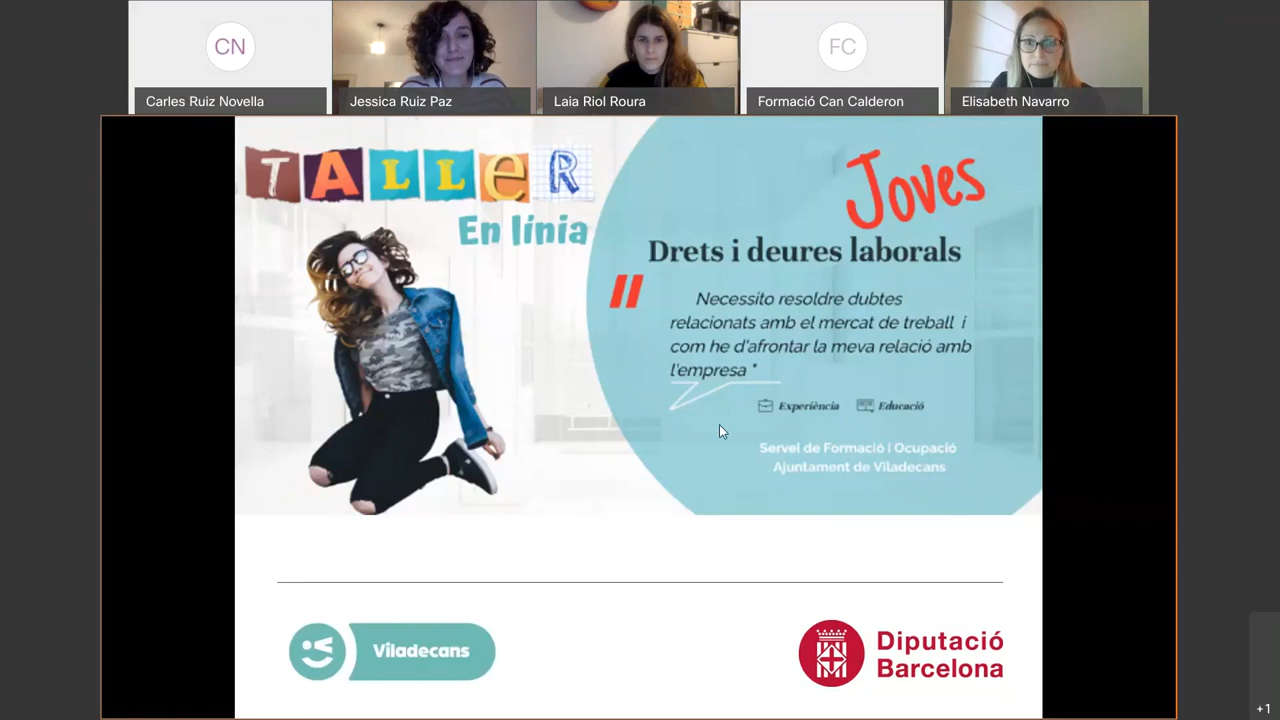 CN
FC
Carles Ruiz Novella
Jessica Ruiz Paz
Laia Riol Roura
Formació Can Calderon
Elisabeth Navarro
TALLeR
En línia
Joves
Drets i deures laborals
"
Necessito resoldre dubtes
relacionats amb el mercat de treball i
com he d'afrontar la meva relació amb
l'empresa "
Experiència Educació
Servei de Formació i Ocupació
Ajuntament de Viladecans
Viladecans
Diputació
Barcelona
+1